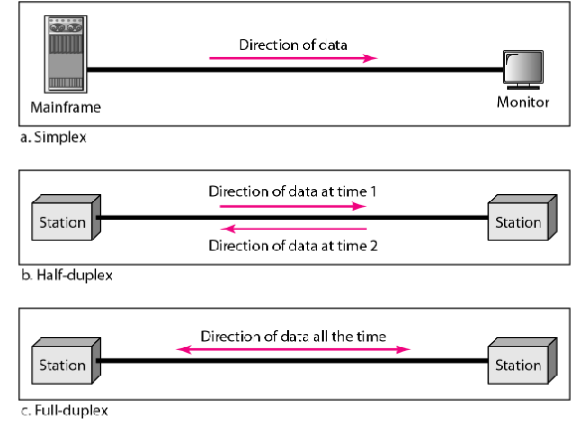 Direction of cata
Mainframe
Monitor
a. Simplex
Direction of data at time 1
Station
Station
Direction of data at time 2
b. Half-duplex
Direction of data all the time
Station
Station
c. Full-duplex